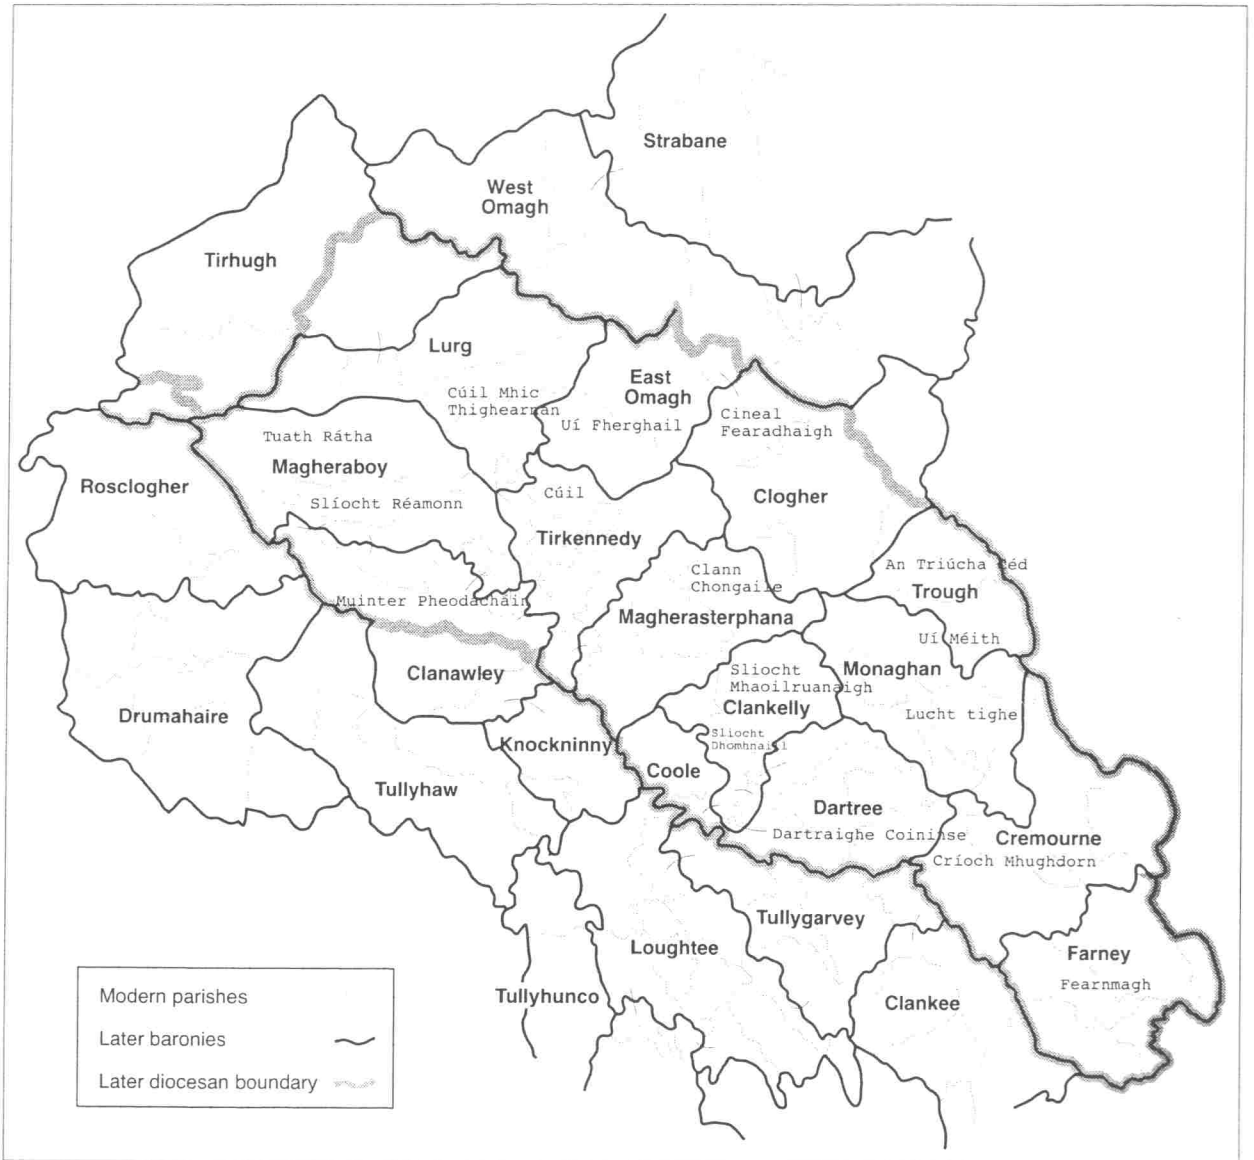 Strabane
West
Omagh
Tirhugh
Lurg
East
Omagh
Cúil Mhic
Thighearnán
Uí Fherghail
Cineal
Fearadhaigh
Tuath Rátha
Magheraboy
Slíocht Réamonn
Rosclogher
Cúil
Tirkennedy
Clogher
Clann
Chongaile
An Triúcha Céd
Trough
Muinter Pheodacháin
Magherasterphana
Uí Méith
Clanawley
Sliocht
Mhaoilruanaigh
Monaghan
Clankelly
Lucht tighe
Drumahaire
Knockninny
Sliocht
Dhomhnaill
Coole
Tullyhaw
Dartree
Dartraighe Coininse
Cremourne
Críoch Mhughdorn
Tullygarvey
Loughtee
Farney
Fearnmagh
Tullyhunco
Clankee
Modern parishes
Later baronies
Later diocesan boundary